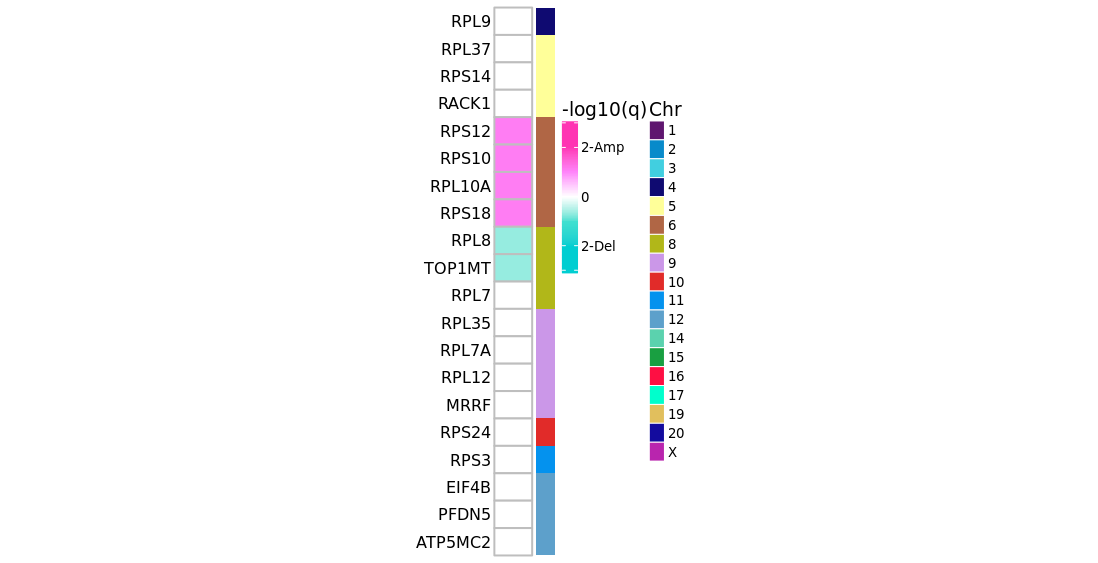 RPL9
RPL37
RPS14
RACK1
RPS12
RPS10
RPL10A
RPS18
RPL8
TOP1MT
RPL7
RPL35
RPL7A
RPL12
MRRF
RPS24
RPS3
EIF4B
PFDN5
ATP5MC2
-log10(q)
2-Amp
0
2-Del
Chr
1
2
3
4
5
6
8
9
10
11
12
14
15
16
17
19
20
X